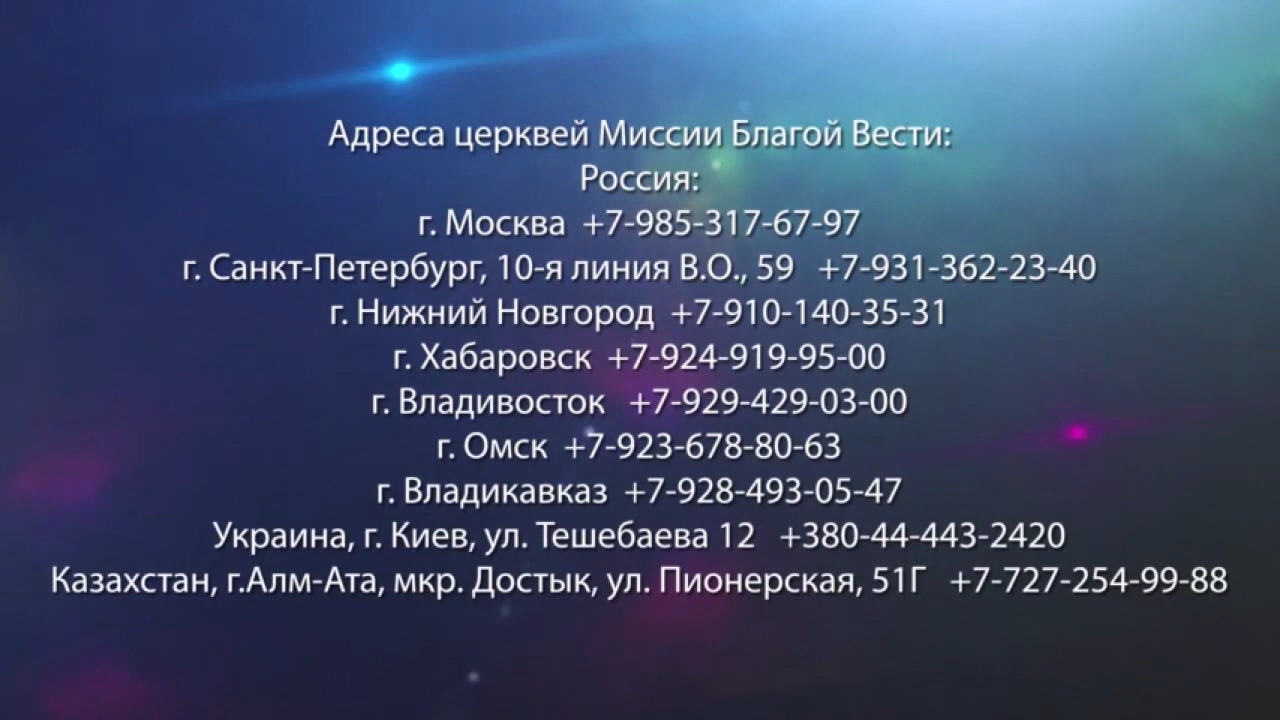 Адреса церквей Миссии Благой Вести:
Россия:
г. Москва +7-985-317-67-97
г. Санкт-Петербург, 10-я линия В.О., 59 +7-931-362-23-40
г. Нижний Новгород +7-910-140-35-31
г. Хабаровск +7-924-919-95-00
г. Владивосток +7-929-429-03-00
г. Омск +7-923-678-80-63
г. Владикавказ +7-928-493-05-47
Украина, г. Киев, ул. Тешебаева 12 +380-44-443-2420
Казахстан, г.Алм-Ата, мкр. Достык, ул. Пионерская, 51Г +7-727-254-99-88